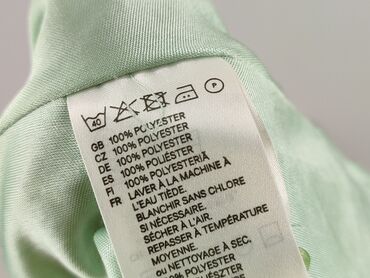 40 P
GB 100% POLYESTER
CZ 100% POLYESTER
DE 100% POLYESTER
ES 100% POLIÉSTER
FI 100% POLYESTERIÄ
FR LAVER À LA MACHINE À
L'EAU TIÈDE.
BLANCHIR SANS CHLORE
SI NÉCESSAIRE.
SÉCHER À L'AIR.
REPASSER À TEMPÉRATURE
MOYENNE.
OU NETTOYAGE À SEC.
% POLIÉSZTER